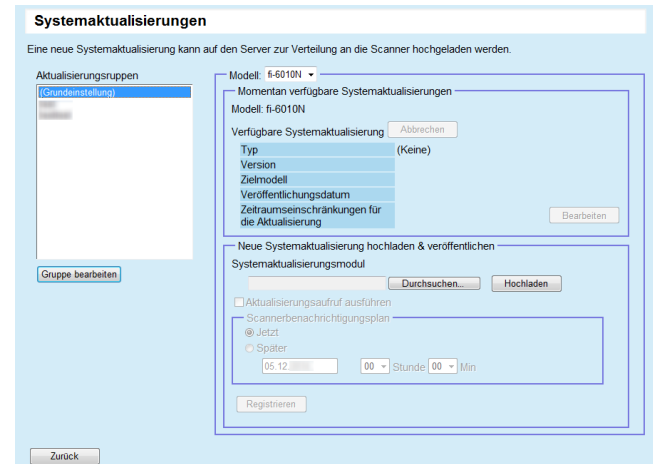 Systemaktualisierungen
Eine neue Systemaktualisierung kann auf den Server zur Verteilung an die Scanner hochgeladen werden.
Aktualisierungsruppen
(Grundeinstellung)
Gruppe bearbeiten
Modell: fi-6010N
Momentan verfügbare Systemaktualisierungen
Modell: fi-6010N
Verfügbare Systemaktualisierung Abbrechen
Typ (Keine)
Version
Zielmodell
Veröffentlichungsdatum
Zeitraumseinschränkungen für
die Aktualisierung
Bearbeiten
Neue Systemaktualisierung hochladen & veröffentlichen
Systemaktualisierungsmodul
Durchsuchen... Hochladen
Aktualisierungsaufruf ausführen
Scannerbenachrichtigungsplan
Jetzt
Später
05.12. 00 Stunde 00 Min
Registrieren
Zurück